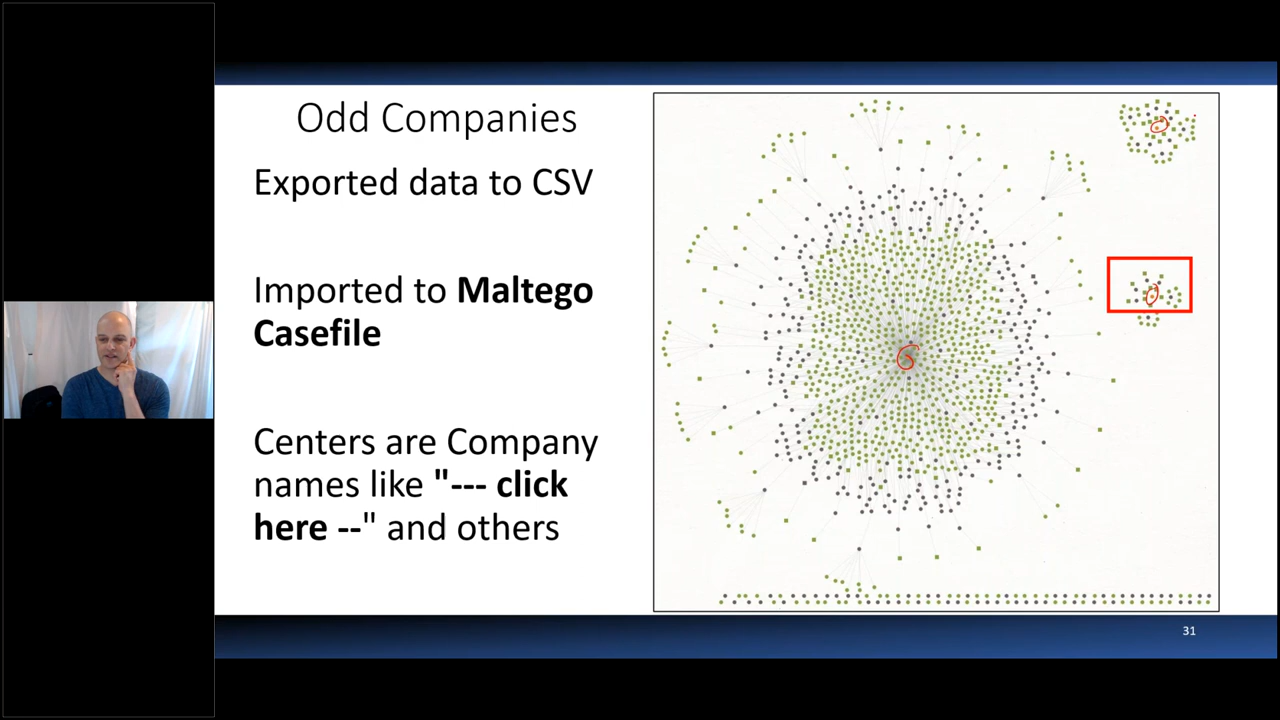 Odd Companies
Exported data to CSV
Imported to Maltego
Casefile
Centers are Company
names like "--- click
here --" and others
31